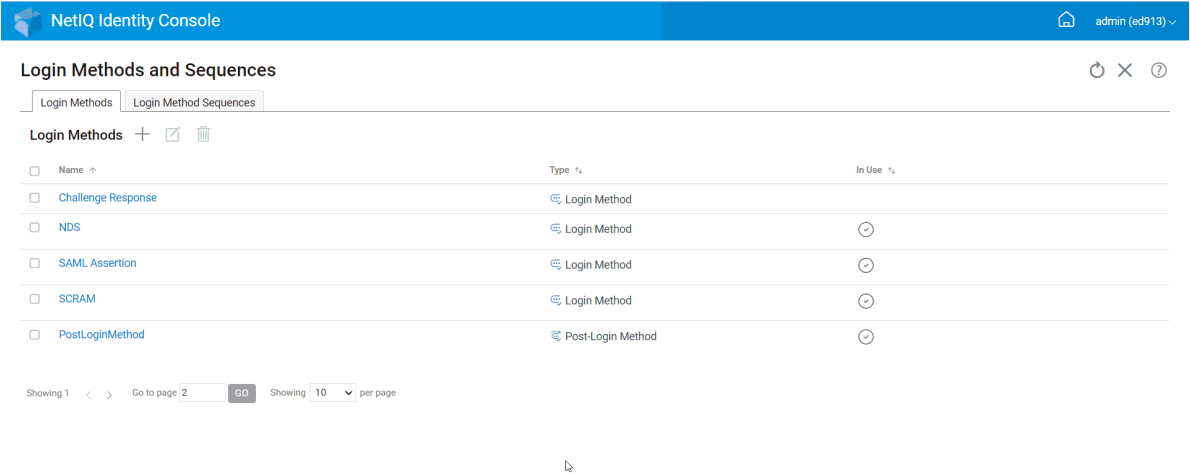 NetIQ Identity Console
admin (ed913)
Login Methods and Sequences
Login Methods
Login Method Sequences
Login Methods
Name Type In Use
Challenge Response Login Method
NDS Login Method
SAML Assertion Login Method
SCRAM Login Method
PostLoginMethod Post-Login Method
Showing 1 Go to page 2 GO Showing 10 per page